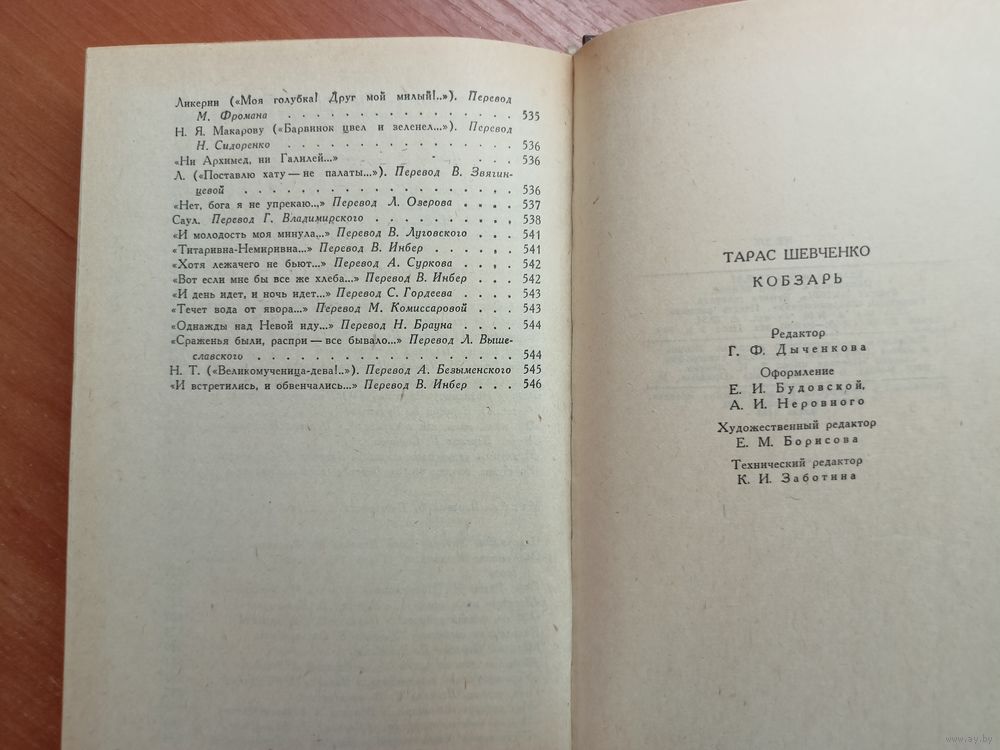 Ликерии («Моя голубка! Друг мой милый!..»). Перевод
М. Фромана . . . . . . . . . . . . . . . 535
Н. Я. Макарову («Барвинок цвел и зеленел...»). Перевод
Н. Сидоренко . . . . . . . . . . . . . . . 536
«Ни Архимед, ни Галилей...» . . . 536
Л. («Поставлю хату — не палаты...»). Перевод В. Звягин-
цевой . . . . . . . . . . . . . . . . . . 536
«Нет, бога я не упрекаю...» Перевод Л. Озерова . . . . 537
Саул. Перевод Г. Владимирского . . . . . . . . . . 538
«И молодость моя минула...» Перевод В. Луговского . . . 541
«Титаривна-Немиривна...» Перевод В. Инбер . . . . . 541
«Хотя лежачего не бьют...» Перевод А. Суркова . . . . 542
«Вот если мне бы все же хлеба...» Перевод В. Инбер . . 542
«И день идет, и ночь идет...» Перевод С. Гордеева . . . 543
«Течет вода от явора...» Перевод М. Комиссаровой . . . 543
«Однажды над Невой иду...» Перевод Н. Брауна . . . . 544
«Сраженья были, распри — все бывало...» Перевод Л. Выше-
славского . . . . . . . . . . . . . . . . 544
Н. Т. («Великомученица-дева!..»). Перевод А. Безыменского 545
«И встретились, и обвенчались...» Перевод В. Инбер . . . 546
ТАРАС ШЕВЧЕНКО
КОБЗАРЬ
Редактор
Г. Ф. Дыченкова
Оформление
Е. И. Будовской,
А. И. Неровного
Художественный редактор
Е. М. Борисова
Технический редактор
К. И. Заботина
www.ay.by